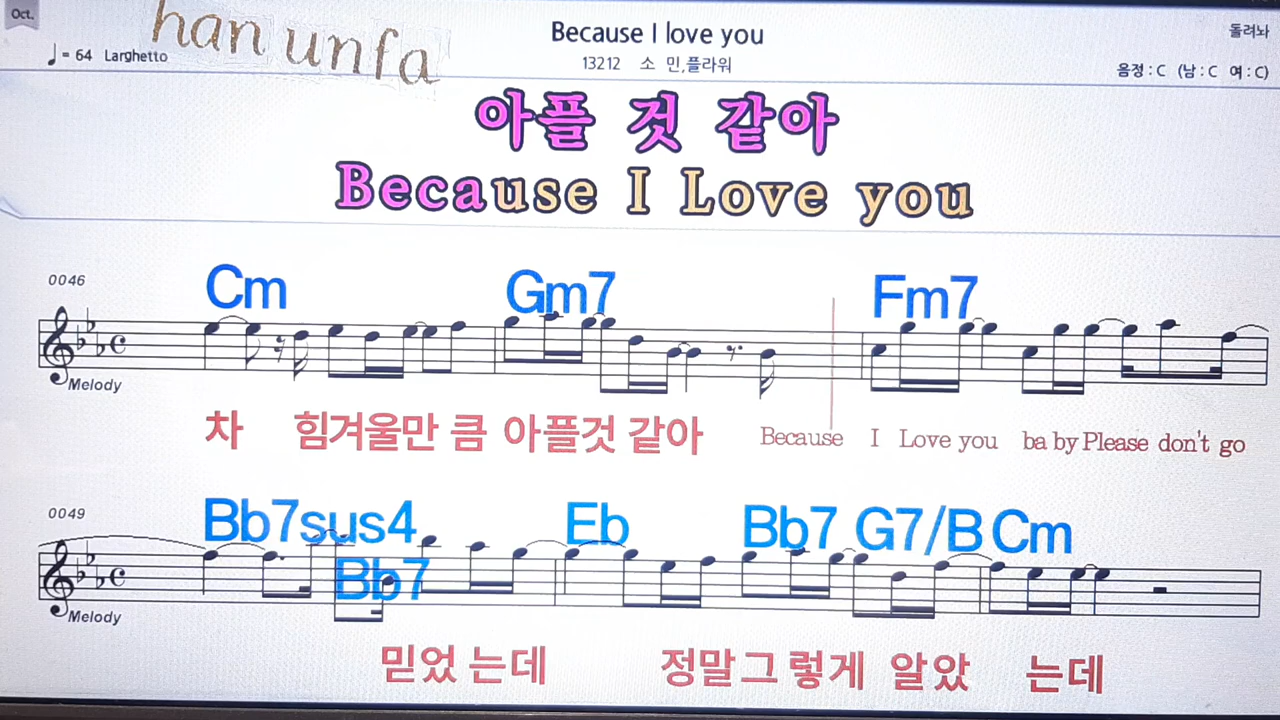 Oct.
han unfa
Because I love you
돌려놔
♩= 64 Larghetto
13212 소 민,플라워
음정 : C (남 : C 여 : C)
아플 것 같아
Because I Love you
0046
Cm Gm7 Fm7
Melody
차 힘겨울만 큼 아플것 같아 Because I Love you ba by Please don't go
0049
Bb7sus4 Eb Bb7 G7/B Cm
Bb7
Melody
믿었 는데 정말그 렇게 알았 는데